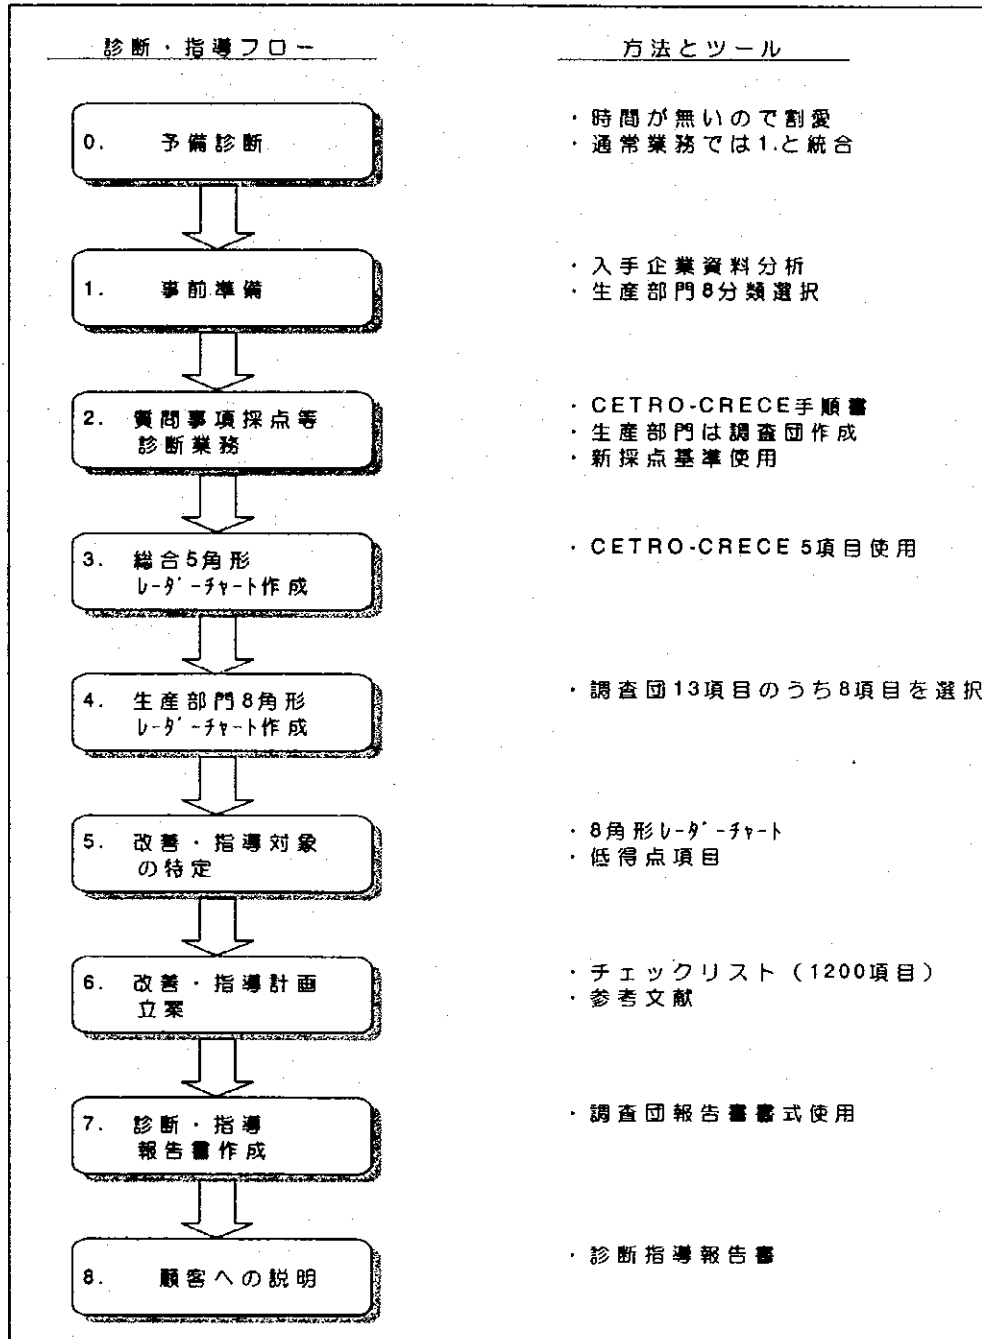 診断・指導フロー
方法とツール
0. 予備診断
・時間が無いので割愛
・通常業務では1.と統合
1. 事前準備
・入手企業資料分析
・生産部門8分類選択
2. 質問事項採点等
診断業務
・CETRO-CRECE手順書
・生産部門は調査団作成
・新採点基準使用
3. 総合5角形
ﾚｰﾀﾞｰﾁｬｰﾄ作成
・CETRO-CRECE 5項目使用
4. 生産部門8角形
ﾚｰﾀﾞｰﾁｬｰﾄ作成
・調査団13項目のうち8項目を選択
5. 改善・指導対象
の特定
・8角形ﾚｰﾀﾞｰﾁｬｰﾄ
・低得点項目
6. 改善・指導計画
立案
・チェックリスト（1200項目）
・参考文献
7. 診断・指導
報告書作成
・調査団報告書書式使用
8. 顧客への説明
・診断指導報告書